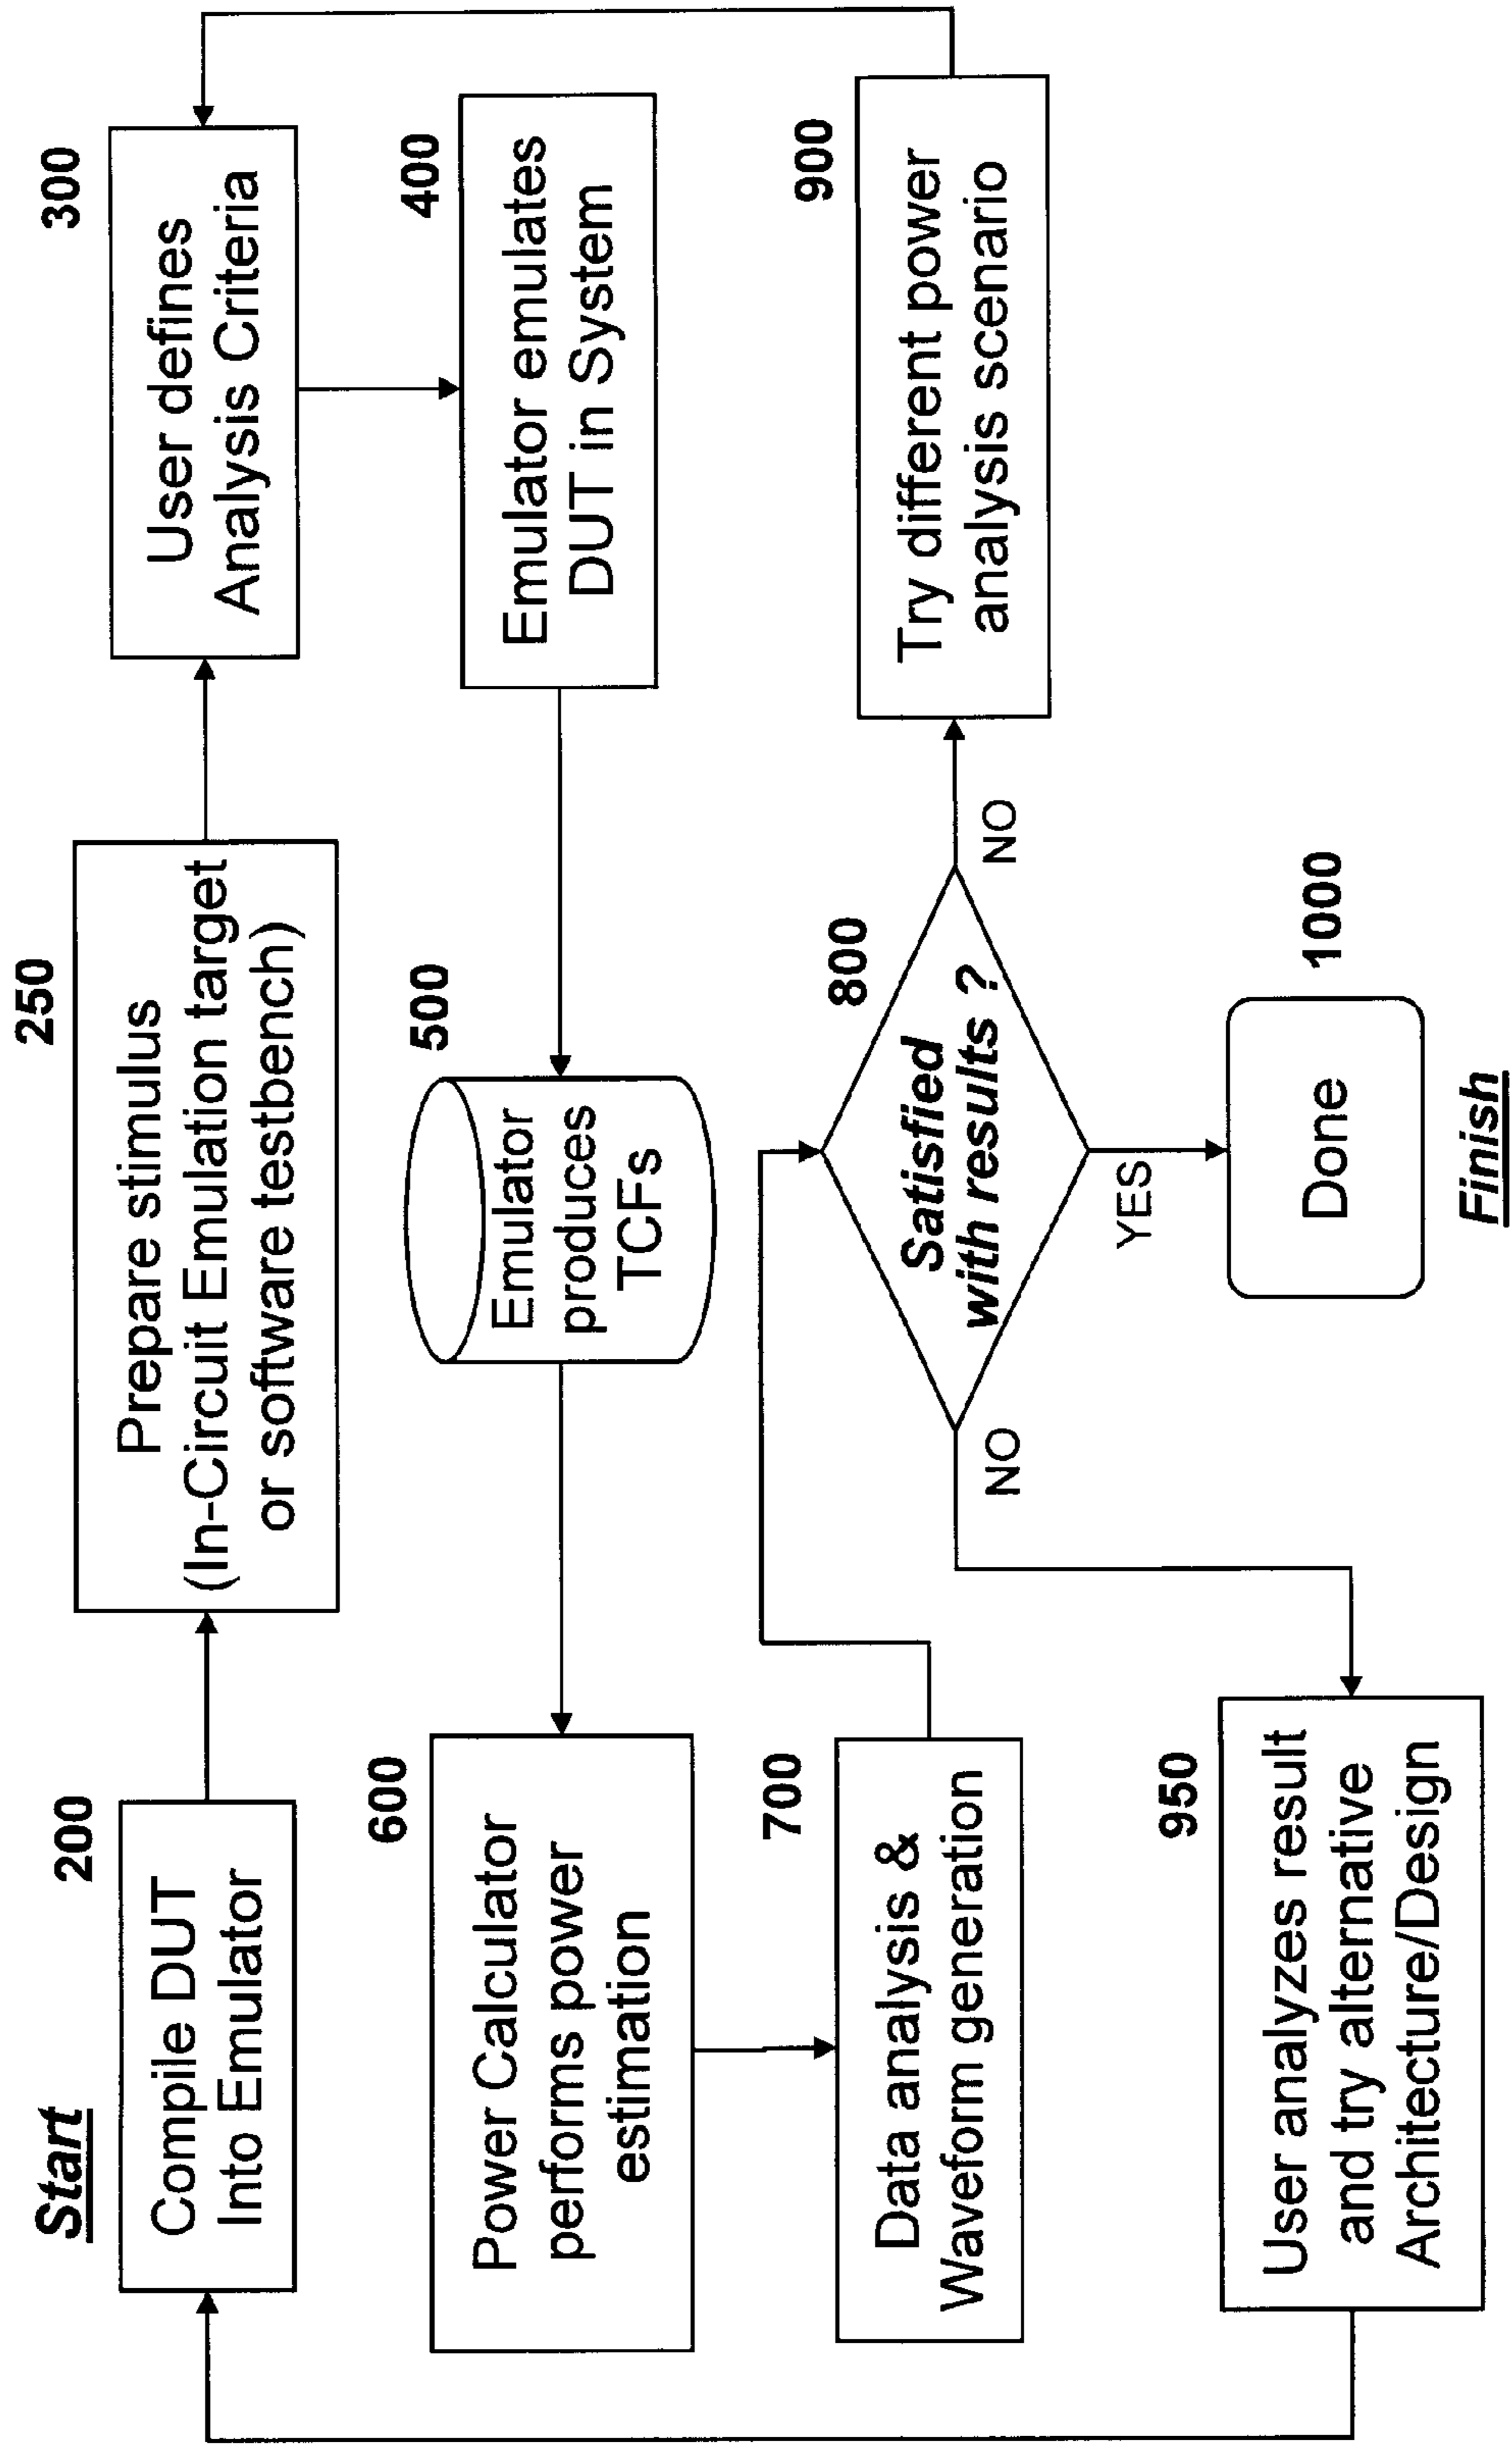 Start
200
Compile DUT
Into Emulator
250
Prepare stimulus
(In-Circuit Emulation target
or software testbench)
300
User defines
Analysis Criteria
400
Emulator emulates
DUT in System
500
Emulator
produces
TCFs
600
Power Calculator
performs power
estimation
700
Data analysis &
Waveform generation
800
Satisfied
with results ?
NO
NO
YES
900
Try different power
analysis scenario
950
User analyzes result
and try alternative
Architecture/Design
1000
Done
Finish